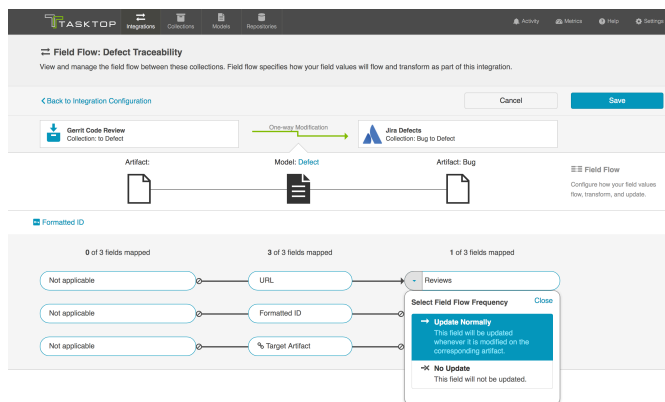 TASKTOP
Integrations
Collections
Models
Repositories
Activity
Metrics
Help
Settings
Field Flow: Defect Traceability
View and manage the field flow between these collections. Field flow specifies how your field values will flow and transform as part of this integration.
Back to Integration Configuration
Cancel
Save
Gerrit Code Review
Collection: to Defect
One-way Modification
Jira Defects
Collection: Bug to Defect
Artifact:
Model: Defect
Artifact: Bug
Field Flow
Configure how your field values
flow, transform, and update.
Formatted ID
0 of 3 fields mapped
3 of 3 fields mapped
1 of 3 fields mapped
Not applicable
URL
Reviews
Not applicable
Formatted ID
Not applicable
Target Artifact
Select Field Flow Frequency
Close
Update Normally
This field will be updated
whenever it is modified on the
corresponding artifact.
No Update
This field will not be updated.